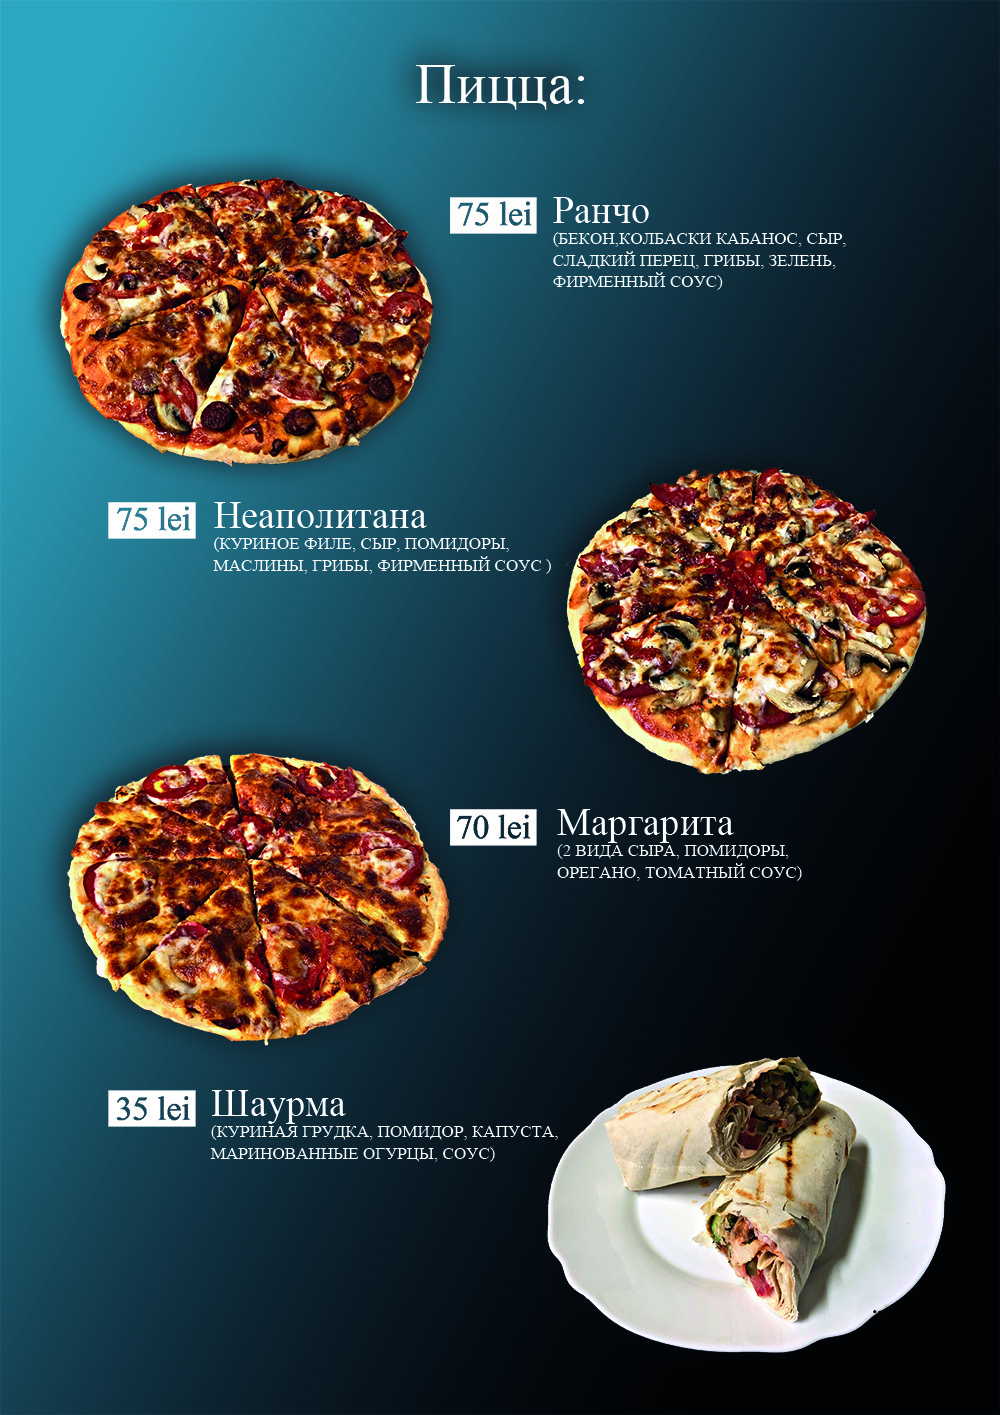 Пицца:
75 lei Ранчо
(БЕКОН,КОЛБАСКИ КАБАНОС, СЫР,
СЛАДКИЙ ПЕРЕЦ, ГРИБЫ, ЗЕЛЕНЬ,
ФИРМЕННЫЙ СОУС)
75 lei Неаполитана
(КУРИНОЕ ФИЛЕ, СЫР, ПОМИДОРЫ,
МАСЛИНЫ, ГРИБЫ, ФИРМЕННЫЙ СОУС )
70 lei Маргарита
(2 ВИДА СЫРА, ПОМИДОРЫ,
ОРЕГАНО, ТОМАТНЫЙ СОУС)
35 lei Шаурма
(КУРИНАЯ ГРУДКА, ПОМИДОР, КАПУСТА,
МАРИНОВАННЫЕ ОГУРЦЫ, СОУС)